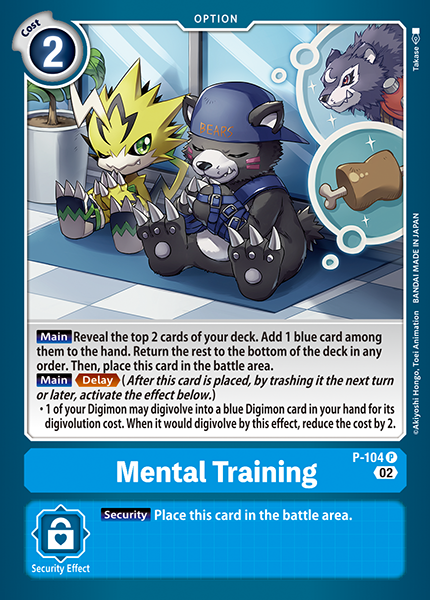 OPTION
Cost
2
BEARS
Takase
©Akiyoshi Hongo, Toei Animation BANDAI MADE IN JAPAN
Main Reveal the top 2 cards of your deck. Add 1 blue card among
them to the hand. Return the rest to the bottom of the deck in any
order. Then, place this card in the battle area.
Main Delay (After this card is placed, by trashing it the next turn
or later, activate the effect below.)
・1 of your Digimon may digivolve into a blue Digimon card in your hand for its
digivolution cost. When it would digivolve by this effect, reduce the cost by 2.
P-104 P
Mental Training
02
Security Place this card in the battle area.
Security Effect